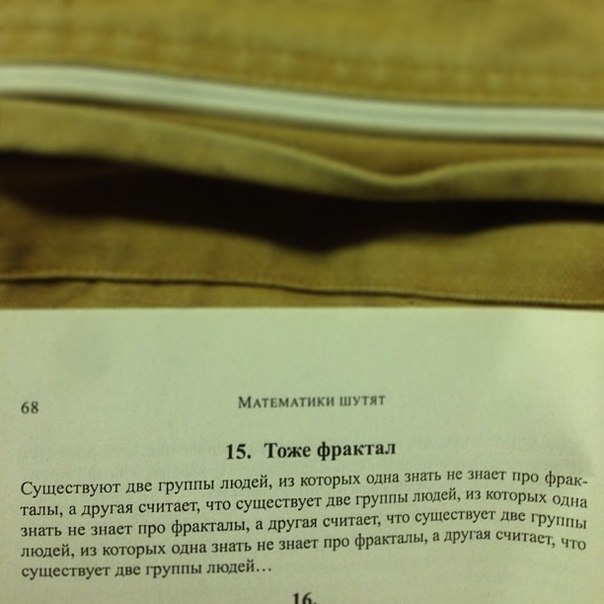 68
Математики шутят
15. Тоже фрактал
Существуют две группы людей, из которых одна знать не знает про фрак-
талы, а другая считает, что существует две группы людей, из которых одна
знать не знает про фракталы, а другая считает, что существует две группы
людей, из которых одна знать не знает про фракталы, а другая считает, что
существует две группы людей…
16.